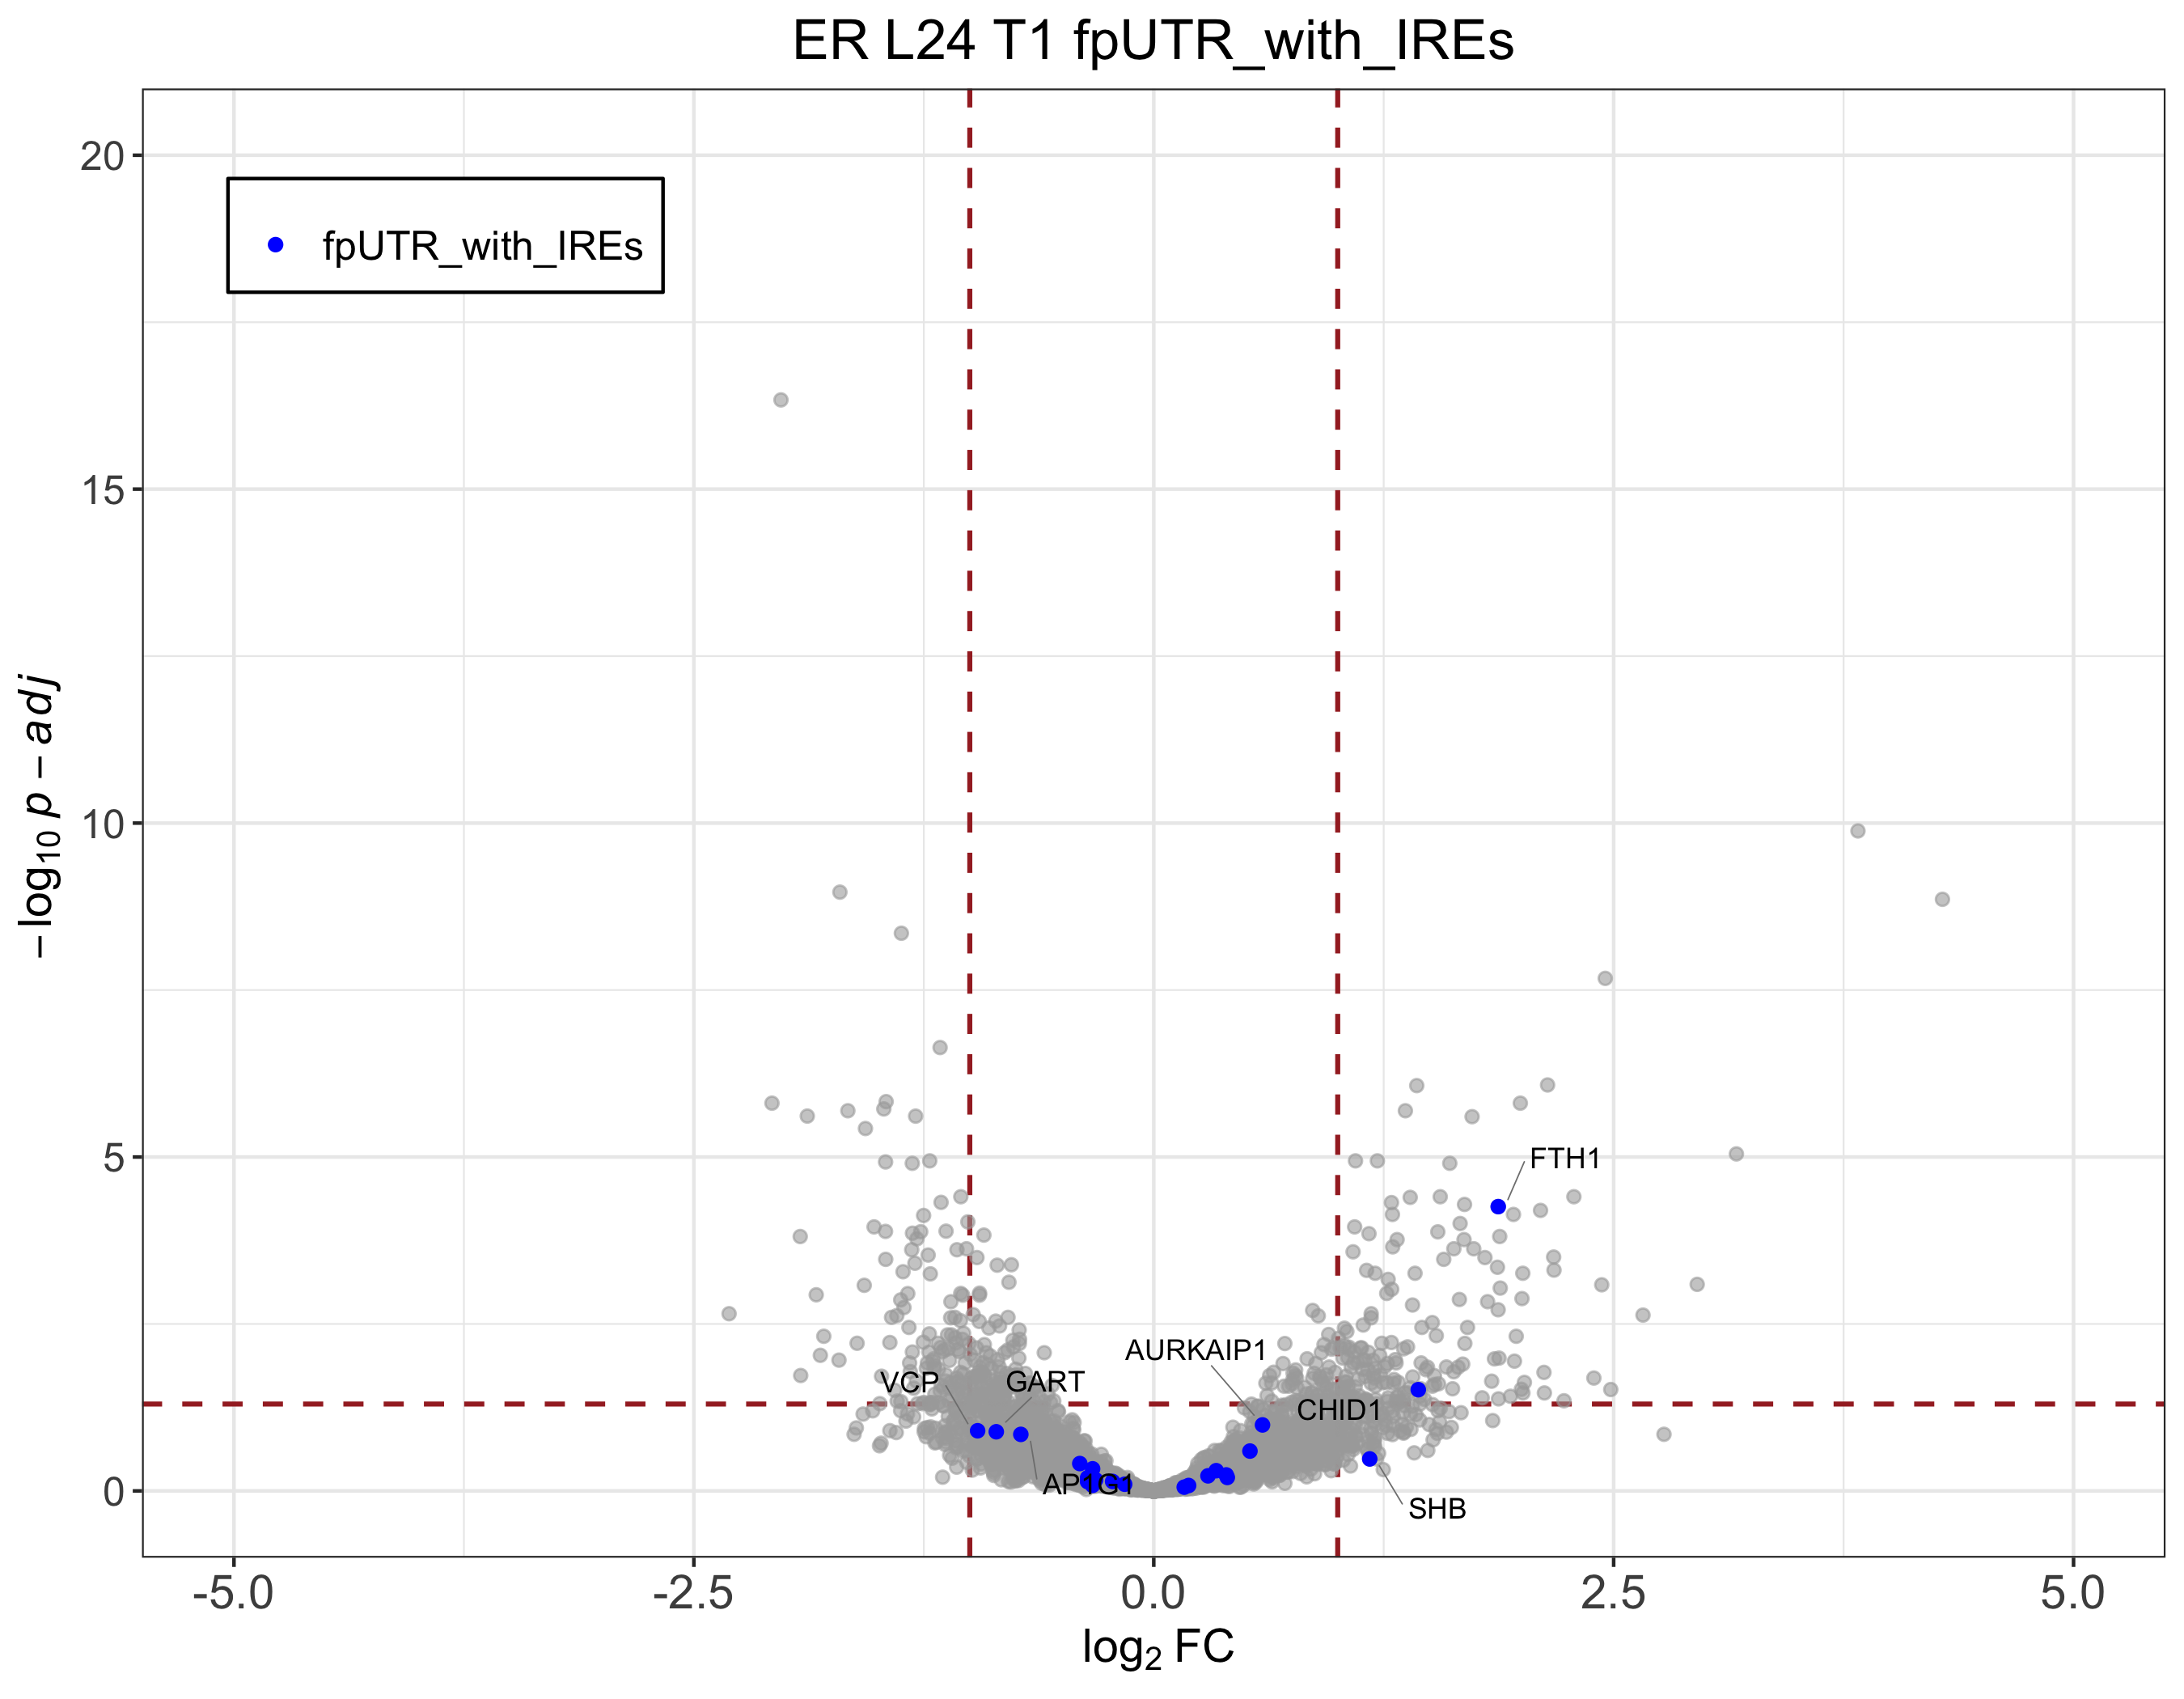 ER L24 T1 fpUTR_with_IREs
fpUTR_with_IREs
20
15
10
5
0
−log10 p − adj
FTH1
AURKAIP1
VCP
GART
CHID1
AP1G1
SHB
-5.0
-2.5
0.0
2.5
5.0
log2 FC